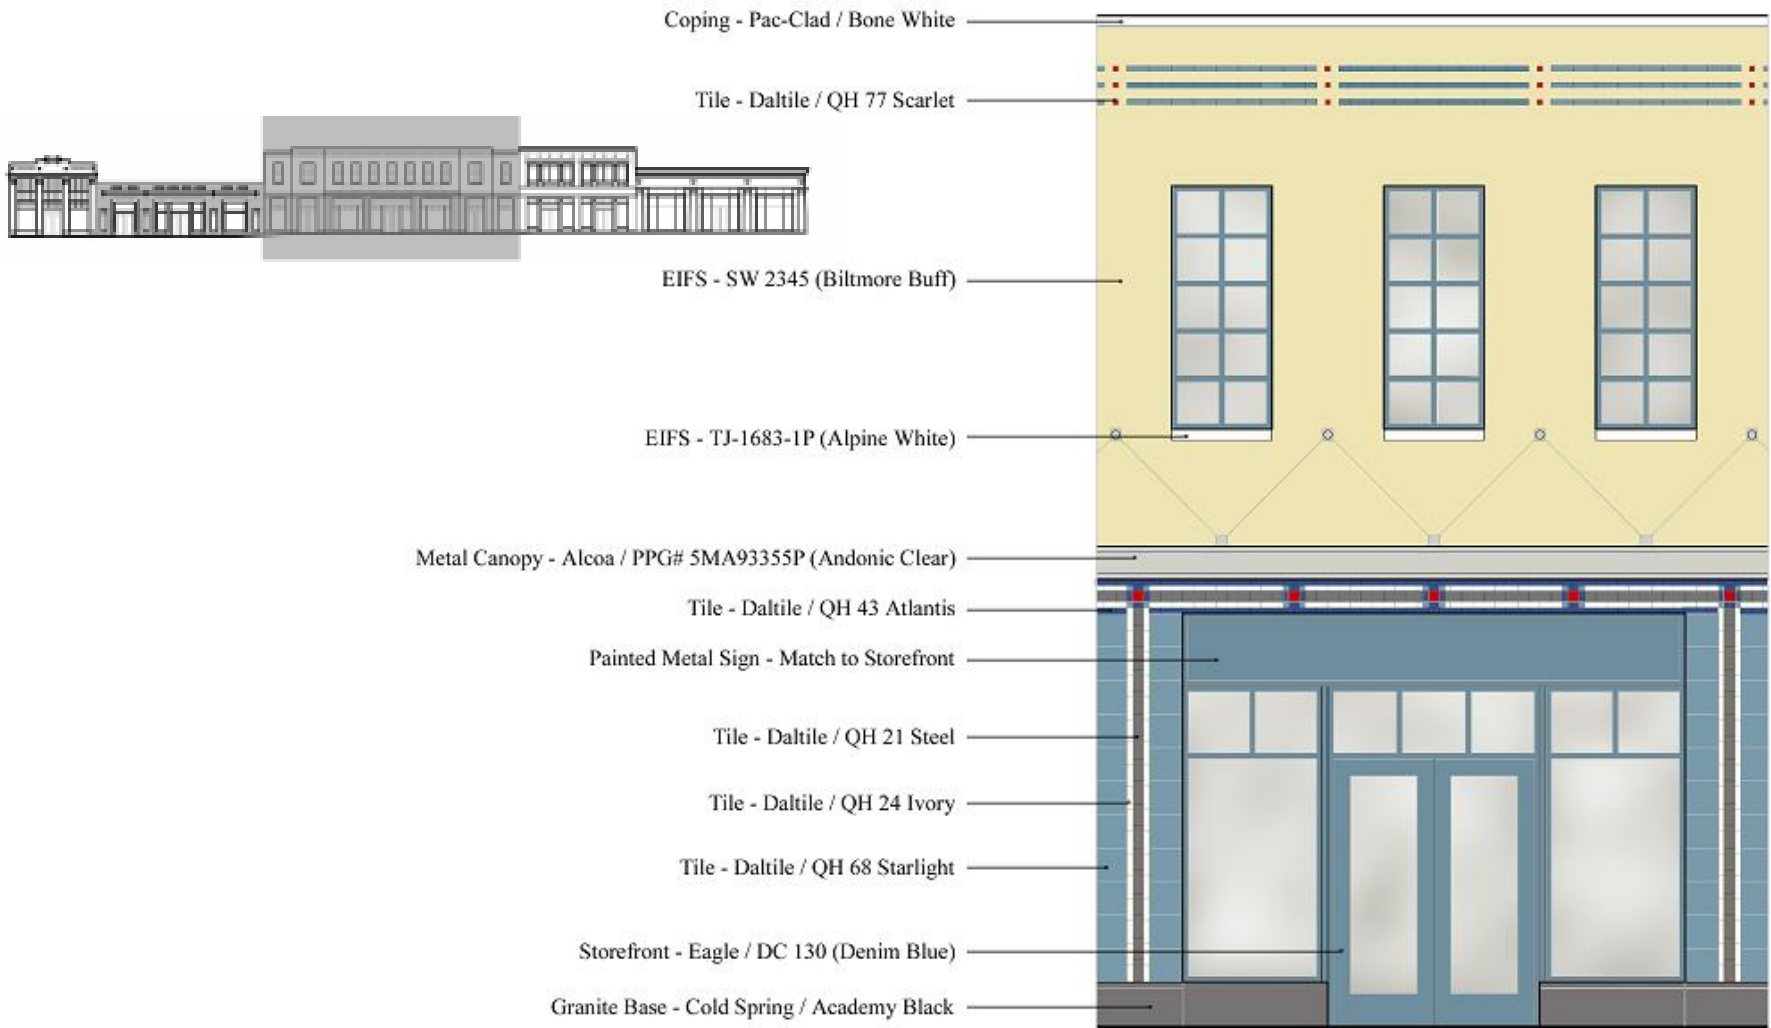 Coping - Pac-Clad / Bone White
Tile - Daltile / QH 77 Scarlet
EIFS - SW 2345 (Biltmore Buff)
EIFS - TJ-1683-1P (Alpine White)
Metal Canopy - Alcoa / PPG# 5MA93355P (Andonic Clear)
Tile - Daltile / QH 43 Atlantis
Painted Metal Sign - Match to Storefront
Tile - Daltile / QH 21 Steel
Tile - Daltile / QH 24 Ivory
Tile - Daltile / QH 68 Starlight
Storefront - Eagle / DC 130 (Denim Blue)
Granite Base - Cold Spring / Academy Black